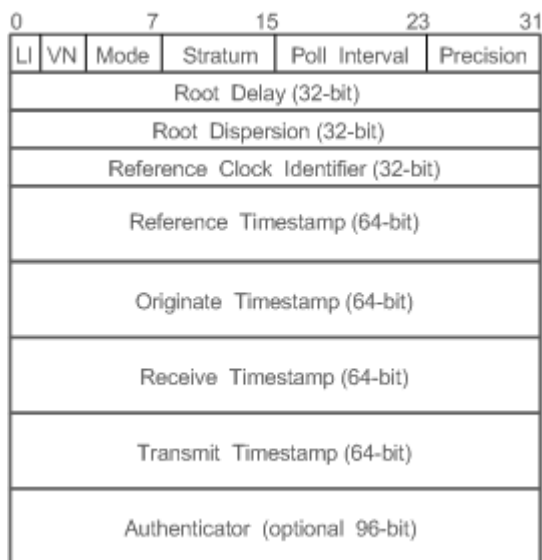 0 7 15 23 31
LI VN Mode Stratum Poll Interval Precision
Root Delay (32-bit)
Root Dispersion (32-bit)
Reference Clock Identifier (32-bit)
Reference Timestamp (64-bit)
Originate Timestamp (64-bit)
Receive Timestamp (64-bit)
Transmit Timestamp (64-bit)
Authenticator (optional 96-bit)